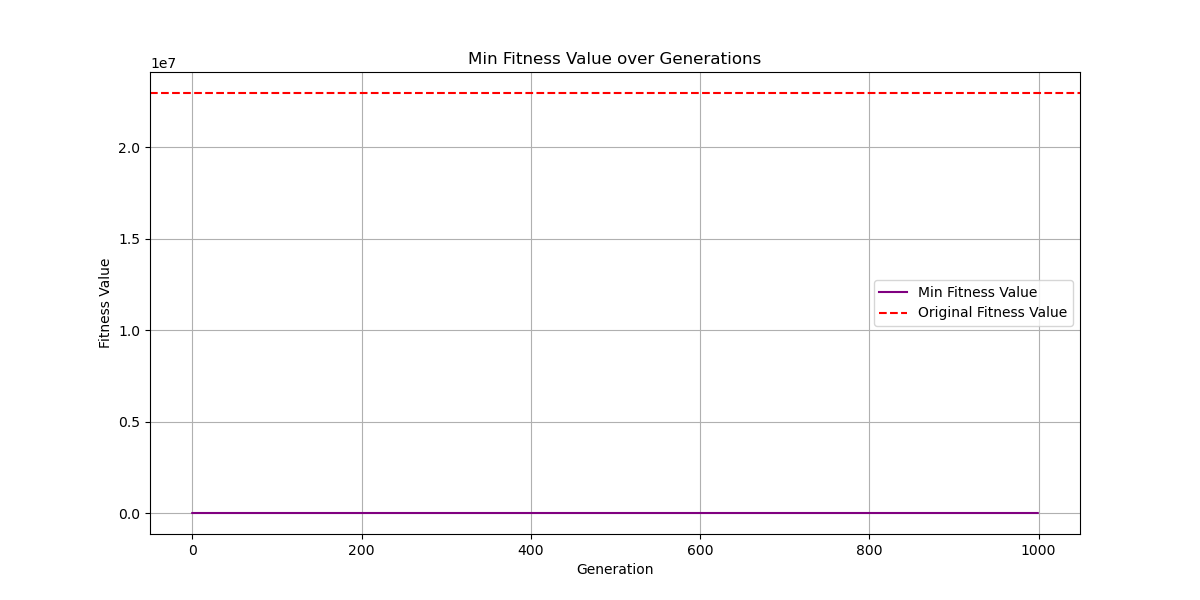 Min Fitness Value over Generations
1e7
2.0
1.5
1.0
0.5
0.0
Fitness Value
Min Fitness Value
Original Fitness Value
0 200 400 600 800 1000
Generation